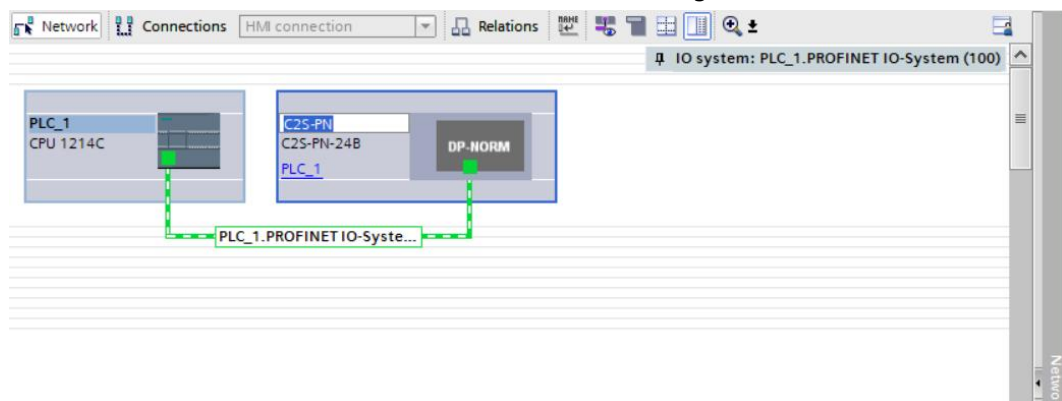 Network Connections HMI connection Relations
IO system: PLC_1.PROFINET IO-System (100)
PLC_1
CPU 1214C
C2S-PN
C2S-PN-24B
PLC_1
DP-NORM
PLC_1.PROFINET IO-Syste...